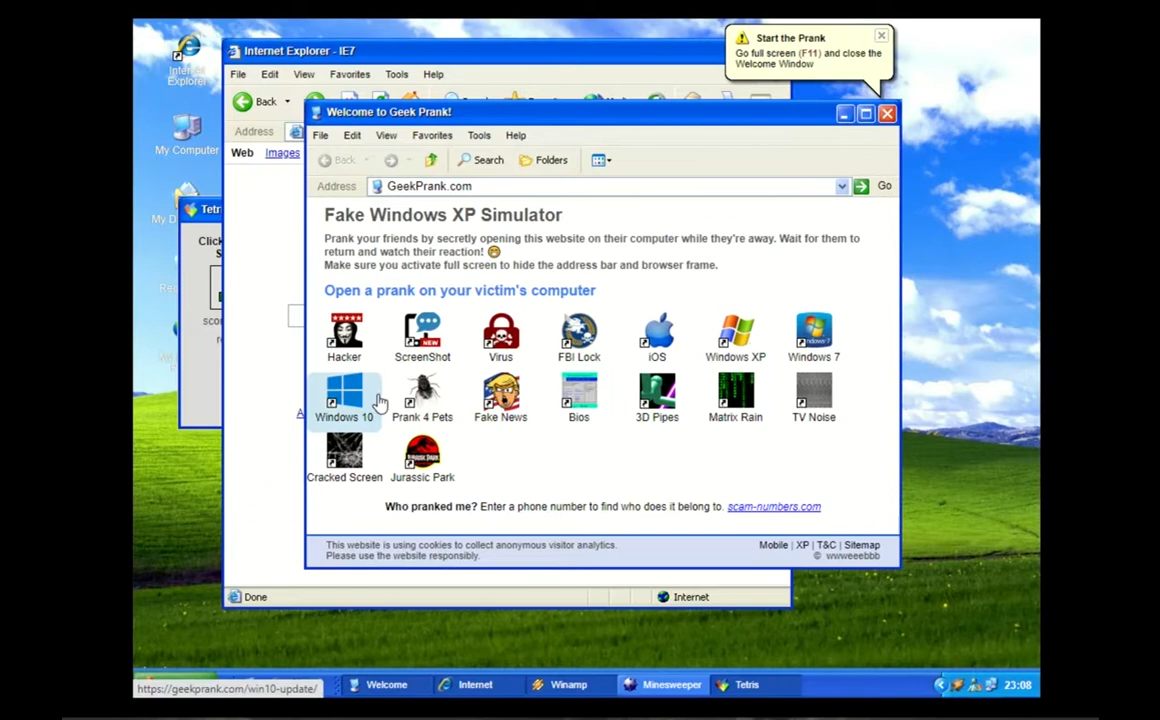 Start the Prank
Go full screen (F11) and close the
Welcome Window
Internet Explorer - IE7
File Edit View Favorites Tools Help
Back
Address
Web Images
Internet
Explorer
My Computer
Welcome to Geek Prank!
File Edit View Favorites Tools Help
Back Search Folders
Address GeekPrank.com Go
Fake Windows XP Simulator
Prank your friends by secretly opening this website on their computer while they're away. Wait for them to
return and watch their reaction!
Make sure you activate full screen to hide the address bar and browser frame.
Open a prank on your victim's computer
Hacker ScreenShot Virus FBI Lock iOS Windows XP Windows 7
NEW
Windows 10 Prank 4 Pets Fake News Bios 3D Pipes Matrix Rain TV Noise
Cracked Screen Jurassic Park
Who pranked me? Enter a phone number to find who does it belong to. scam-numbers.com
This website is using cookies to collect anonymous visitor analytics.
Please use the website responsibly.
Mobile | XP | T&C | Sitemap
© wwweeebbb
Done Internet
https://geekprank.com/win10-update/
Welcome Internet Winamp Minesweeper Tetris 23:08